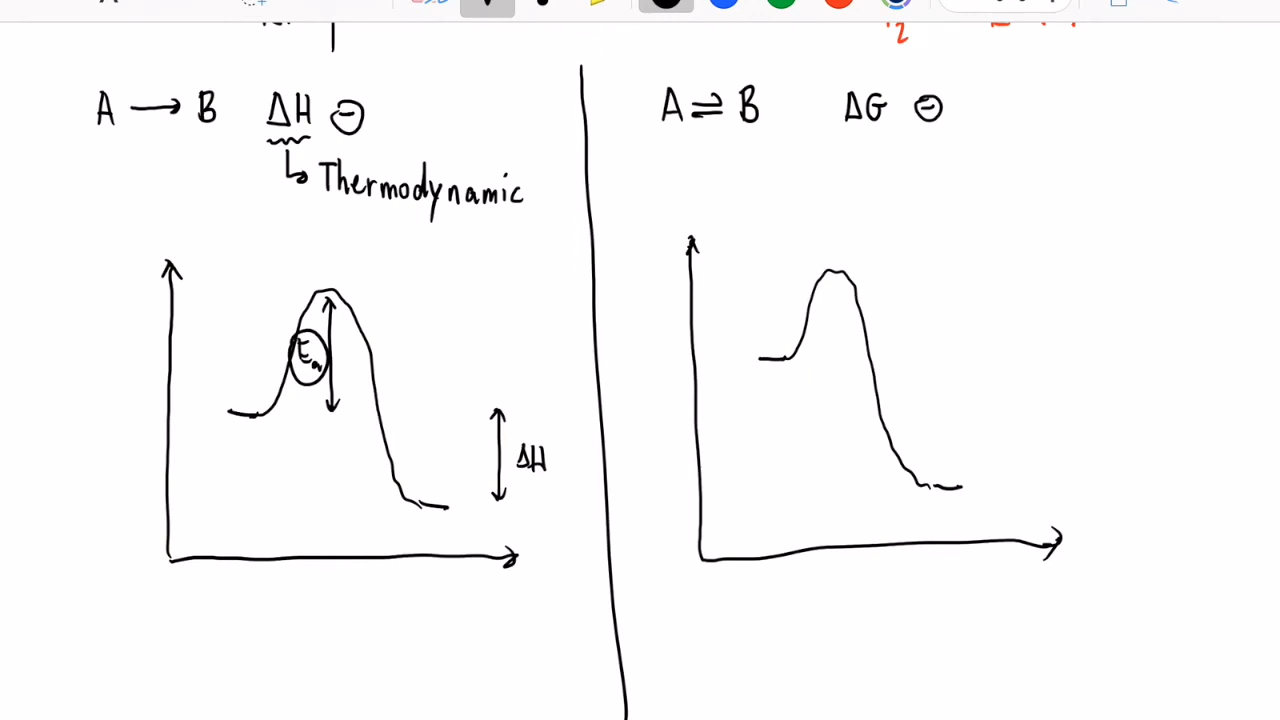 A → B ΔH ⊖
↳ Thermodynamic
Ea
ΔH
A ⇌ B ΔG ⊖